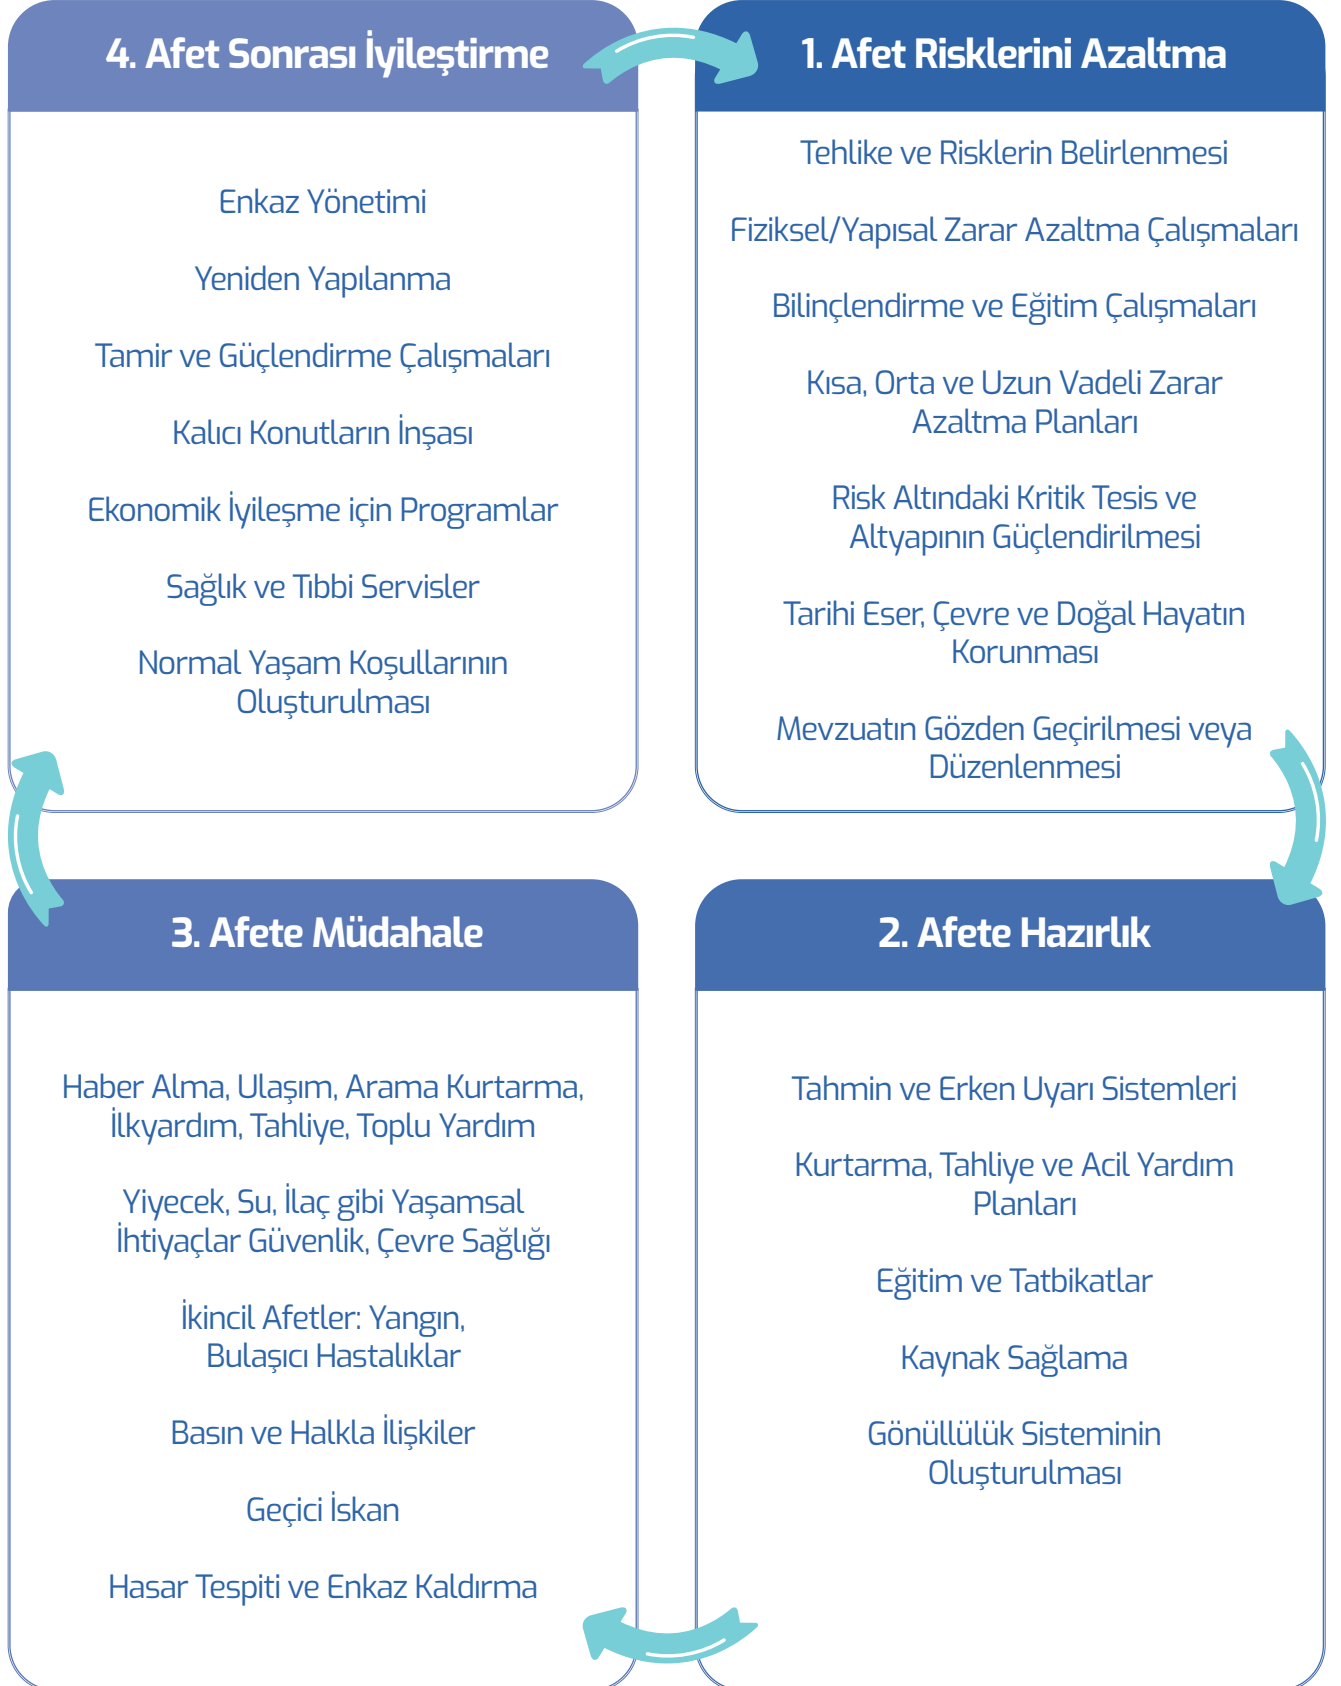 4. Afet Sonrası İyileştirme
Enkaz Yönetimi
Yeniden Yapılanma
Tamir ve Güçlendirme Çalışmaları
Kalıcı Konutların İnşası
Ekonomik İyileşme için Programlar
Sağlık ve Tıbbi Servisler
Normal Yaşam Koşullarının
Oluşturulması
1. Afet Risklerini Azaltma
Tehlike ve Risklerin Belirlenmesi
Fiziksel/Yapısal Zarar Azaltma Çalışmaları
Bilinçlendirme ve Eğitim Çalışmaları
Kısa, Orta ve Uzun Vadeli Zarar
Azaltma Planları
Risk Altındaki Kritik Tesis ve
Altyapının Güçlendirilmesi
Tarihi Eser, Çevre ve Doğal Hayatın
Korunması
Mevzuatın Gözden Geçirilmesi veya
Düzenlenmesi
3. Afete Müdahale
Haber Alma, Ulaşım, Arama Kurtarma,
İlkyardım, Tahliye, Toplu Yardım
Yiyecek, Su, İlaç gibi Yaşamsal
İhtiyaçlar Güvenlik, Çevre Sağlığı
İkincil Afetler: Yangın,
Bulaşıcı Hastalıklar
Basın ve Halkla İlişkiler
Geçici İskan
Hasar Tespiti ve Enkaz Kaldırma
2. Afete Hazırlık
Tahmin ve Erken Uyarı Sistemleri
Kurtarma, Tahliye ve Acil Yardım
Planları
Eğitim ve Tatbikatlar
Kaynak Sağlama
Gönüllülük Sisteminin
Oluşturulması